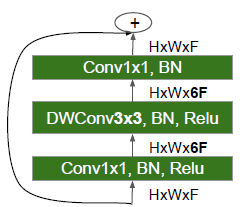 +
HxWxF
Conv1x1, BN
HxWx6F
DWConv3x3, BN, Relu
HxWx6F
Conv1x1, BN, Relu
HxWxF